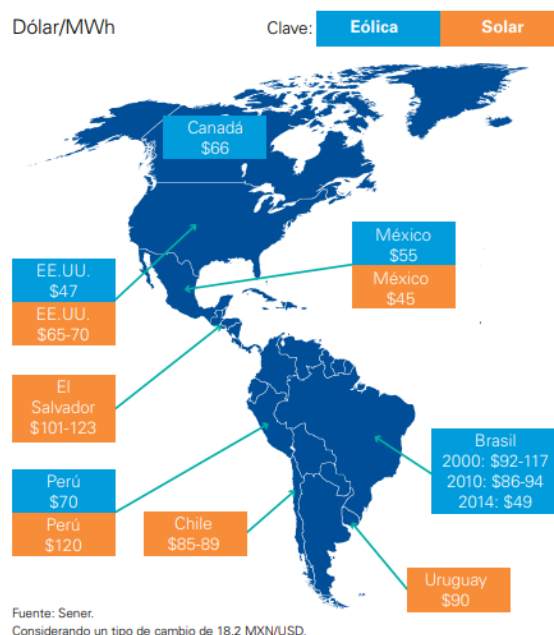 Dólar/MWh
Clave:
Eólica
Solar
Canadá
$66
México
$55
México
$45
EE.UU.
$47
EE.UU.
$65-70
El
Salvador
$101-123
Perú
$70
Perú
$120
Chile
$85-89
Brasil
2000: $92-117
2010: $86-94
2014: $49
Uruguay
$90
Fuente: Sener.
Considerando un tipo de cambio de 18.2 MXN/USD.